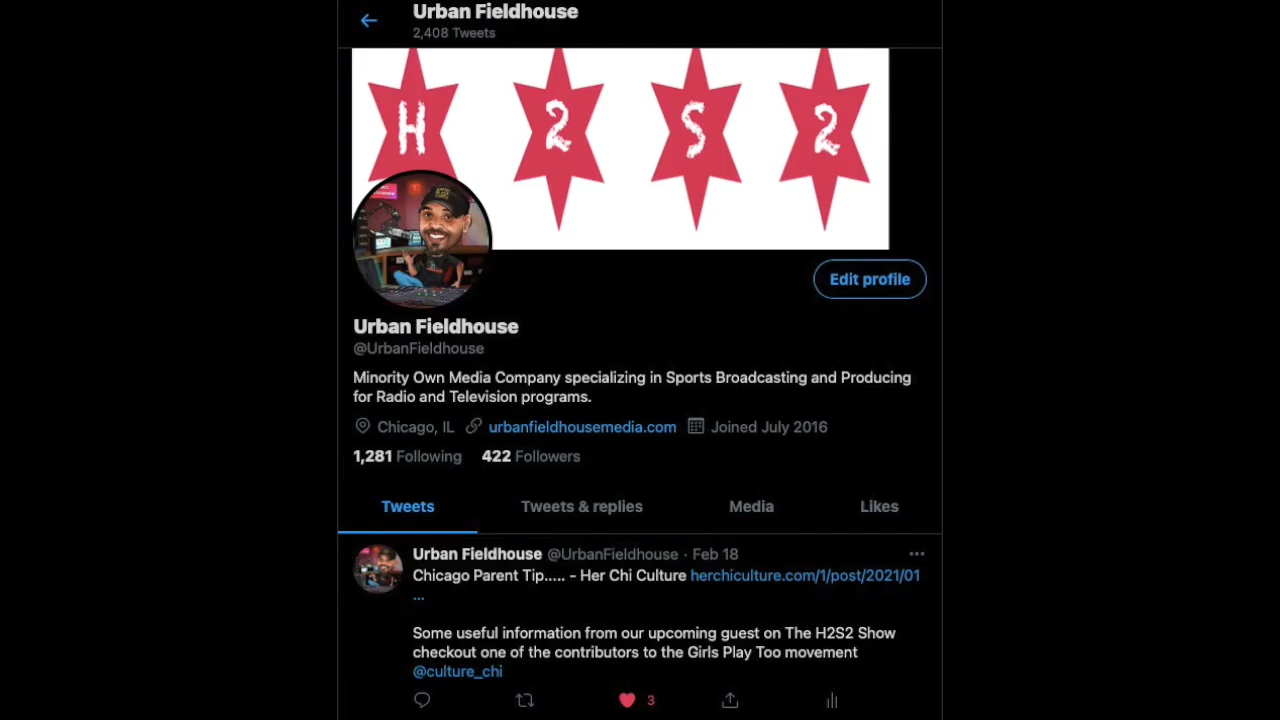 Urban Fieldhouse
2,408 Tweets
H 2 S 2
Edit profile
Urban Fieldhouse
@UrbanFieldhouse
Minority Own Media Company specializing in Sports Broadcasting and Producing
for Radio and Television programs.
Chicago, IL urbanfieldhousemedia.com Joined July 2016
1,281 Following 422 Followers
Tweets Tweets & replies Media Likes
Urban Fieldhouse @UrbanFieldhouse · Feb 18
Chicago Parent Tip..... - Her Chi Culture herchiculture.com/1/post/2021/01
...
Some useful information from our upcoming guest on The H2S2 Show
checkout one of the contributors to the Girls Play Too movement
@culture_chi
3